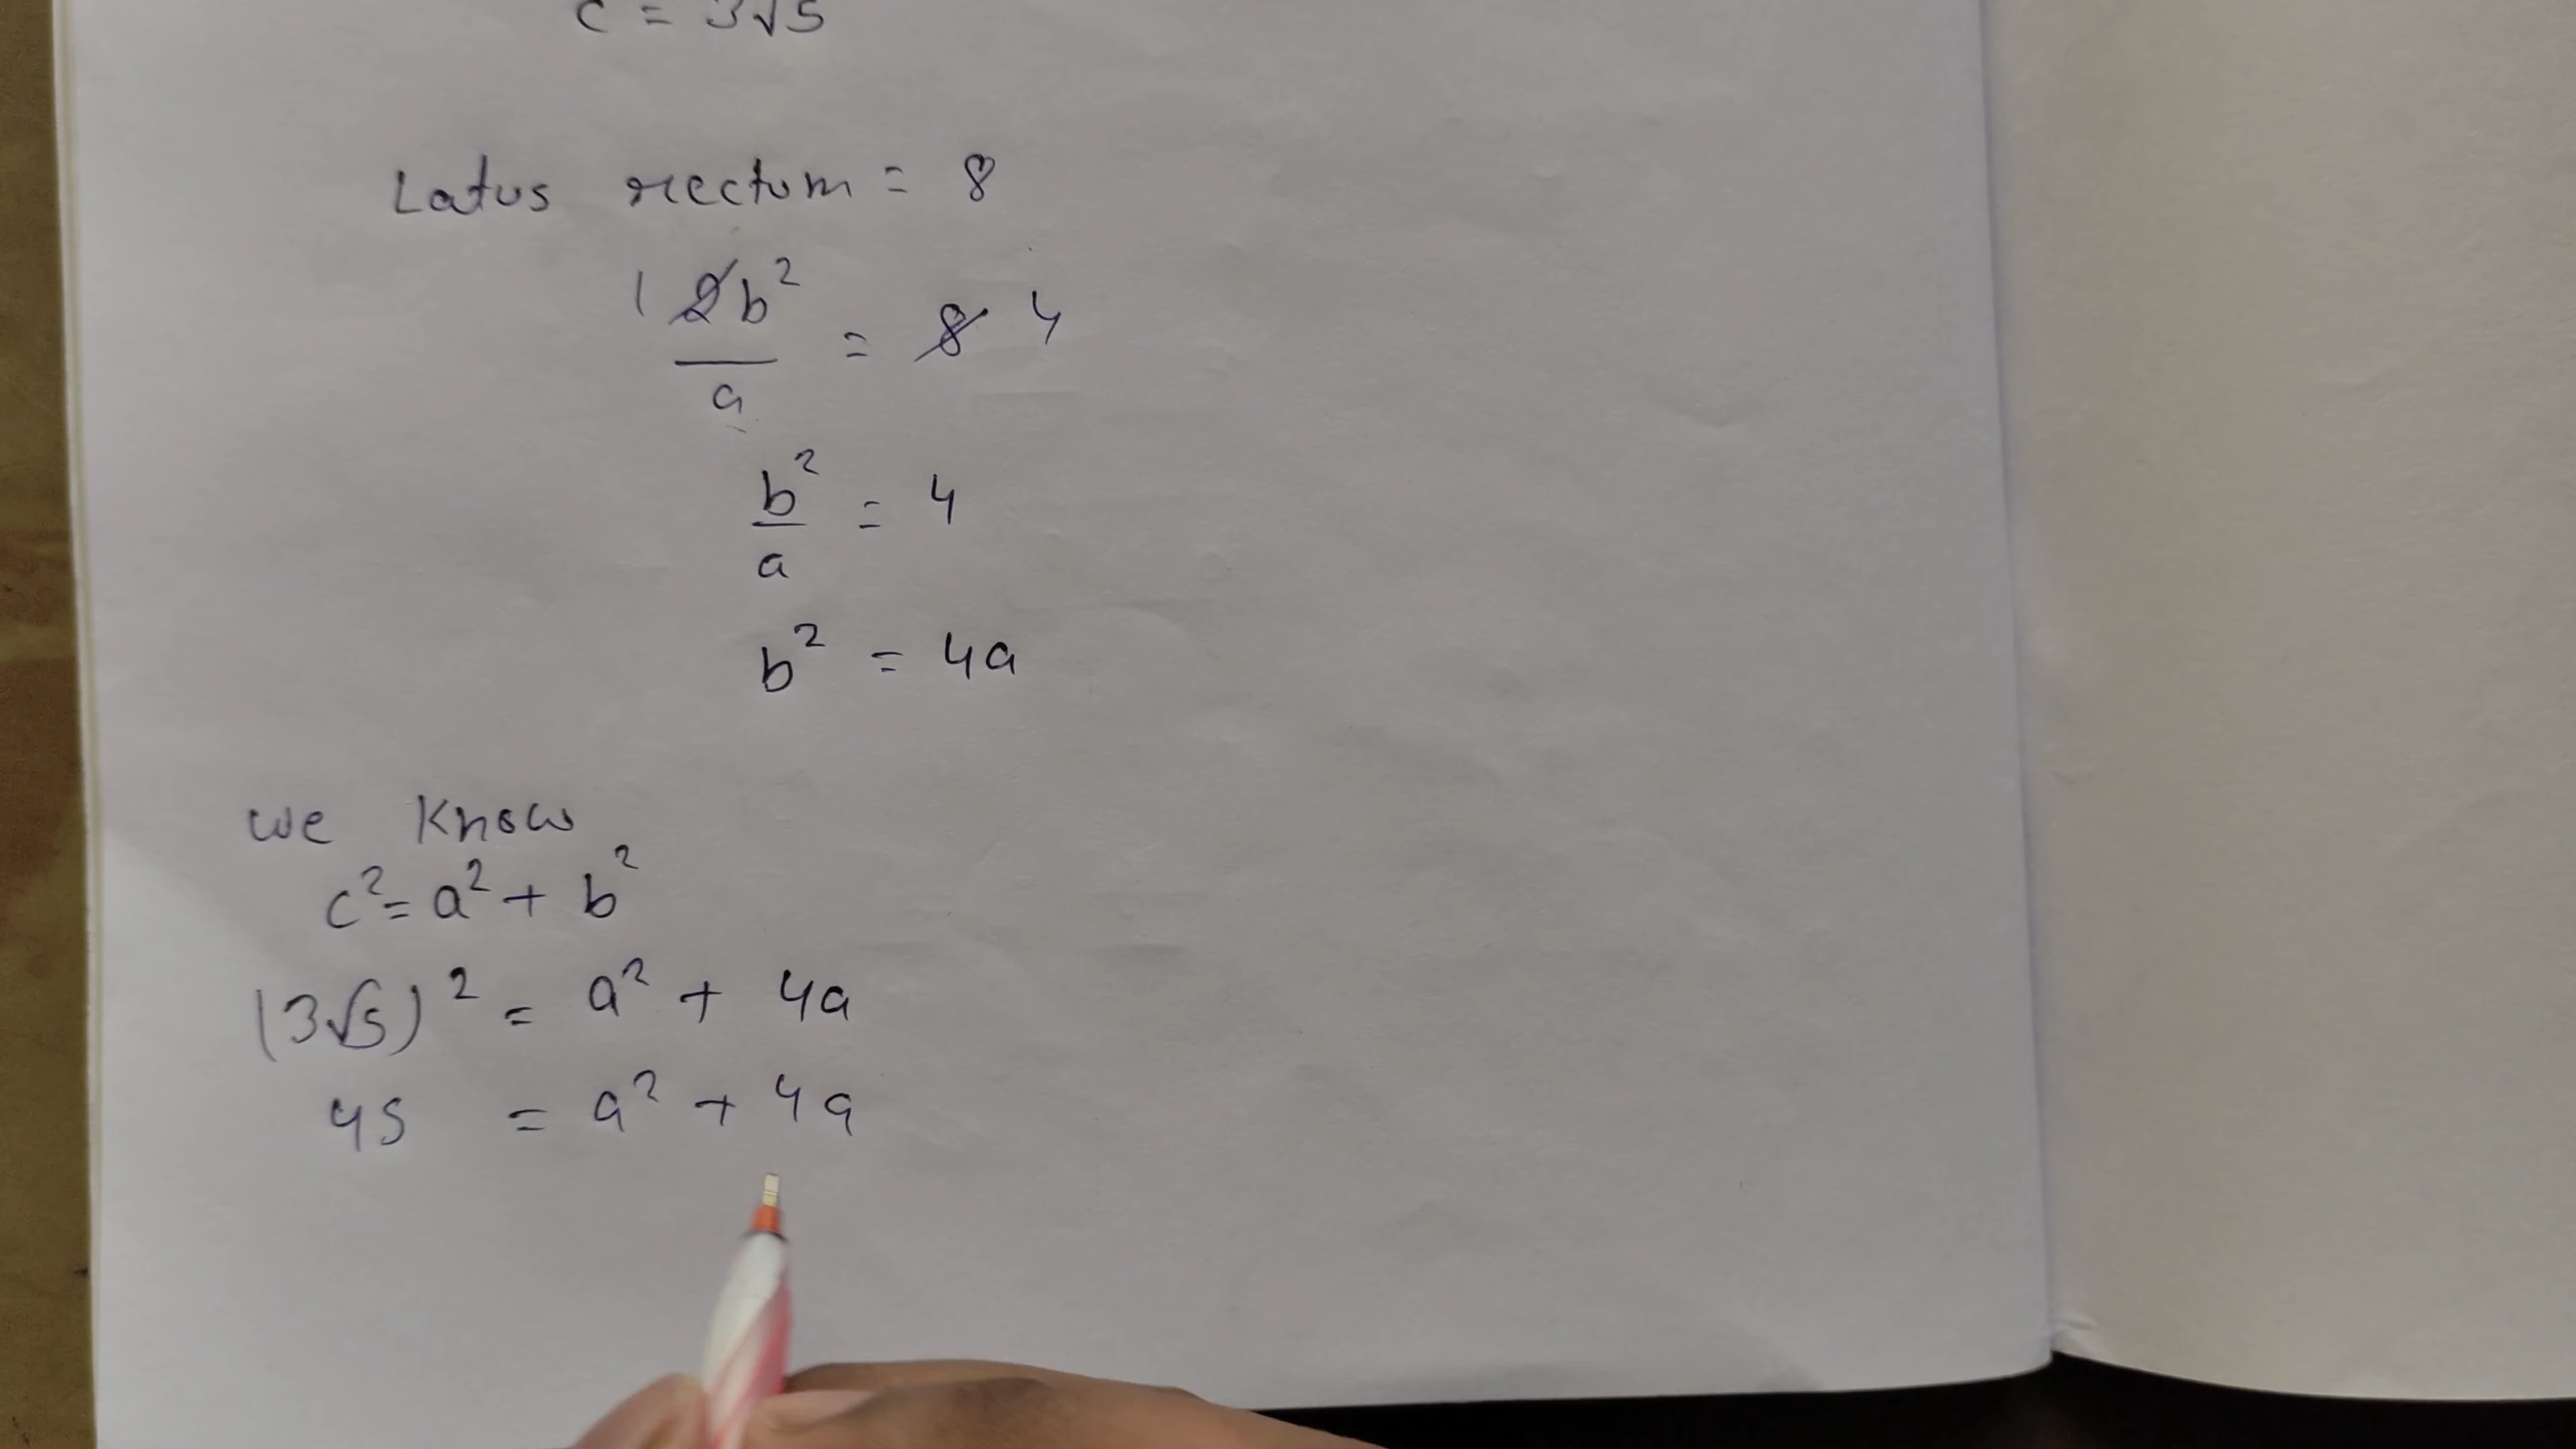 c = 3√5
Latus rectum = 8
1 2b² / a = 8 4
b² / a = 4
b² = 4a
we know
c² = a² + b²
(3√5)² = a² + 4a
45 = a² + 4a